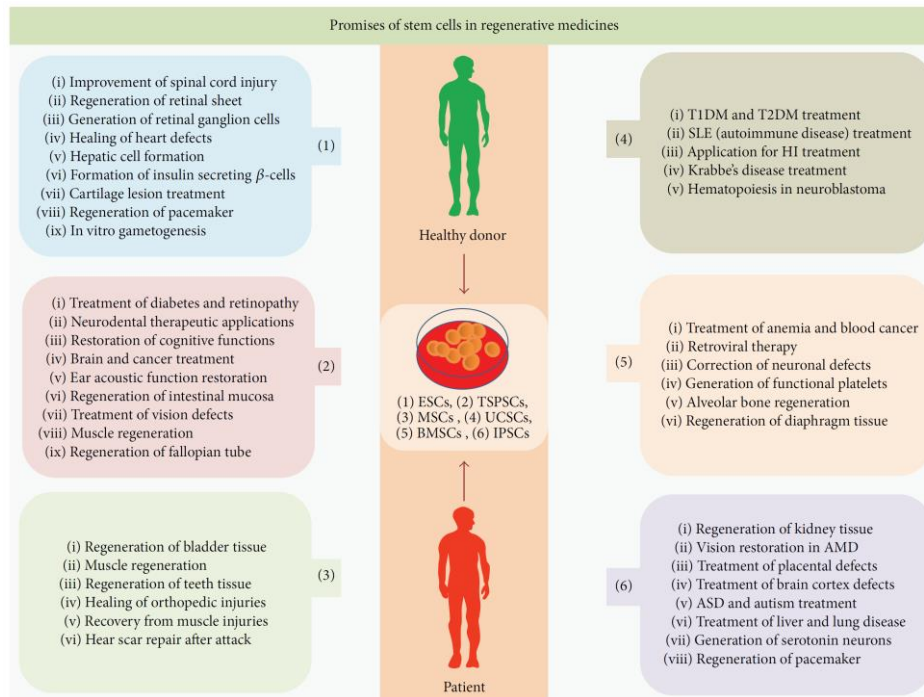 Promises of stem cells in regenerative medicines
(i) Improvement of spinal cord injury
(ii) Regeneration of retinal sheet
(iii) Generation of retinal ganglion cells
(iv) Healing of heart defects
(v) Hepatic cell formation
(vi) Formation of insulin secreting β-cells
(vii) Cartilage lesion treatment
(viii) Regeneration of pacemaker
(ix) In vitro gametogenesis
(1)
(i) Treatment of diabetes and retinopathy
(ii) Neurodental therapeutic applications
(iii) Restoration of cognitive functions
(iv) Brain and cancer treatment
(v) Ear acoustic function restoration
(vi) Regeneration of intestinal mucosa
(vii) Treatment of vision defects
(viii) Muscle regeneration
(ix) Regeneration of fallopian tube
(2)
(i) Regeneration of bladder tissue
(ii) Muscle regeneration
(iii) Regeneration of teeth tissue
(iv) Healing of orthopedic injuries
(v) Recovery from muscle injuries
(vi) Hear scar repair after attack
(3)
Healthy donor
(1) ESCs, (2) TSPSCs,
(3) MSCs , (4) UCSCs,
(5) BMSCs , (6) IPSCs
Patient
(4)
(i) T1DM and T2DM treatment
(ii) SLE (autoimmune disease) treatment
(iii) Application for HI treatment
(iv) Krabbe's disease treatment
(v) Hematopoiesis in neuroblastoma
(5)
(i) Treatment of anemia and blood cancer
(ii) Retroviral therapy
(iii) Correction of neuronal defects
(iv) Generation of functional platelets
(v) Alveolar bone regeneration
(vi) Regeneration of diaphragm tissue
(6)
(i) Regeneration of kidney tissue
(ii) Vision restoration in AMD
(iii) Treatment of placental defects
(iv) Treatment of brain cortex defects
(v) ASD and autism treatment
(vi) Treatment of liver and lung disease
(vii) Generation of serotonin neurons
(viii) Regeneration of pacemaker